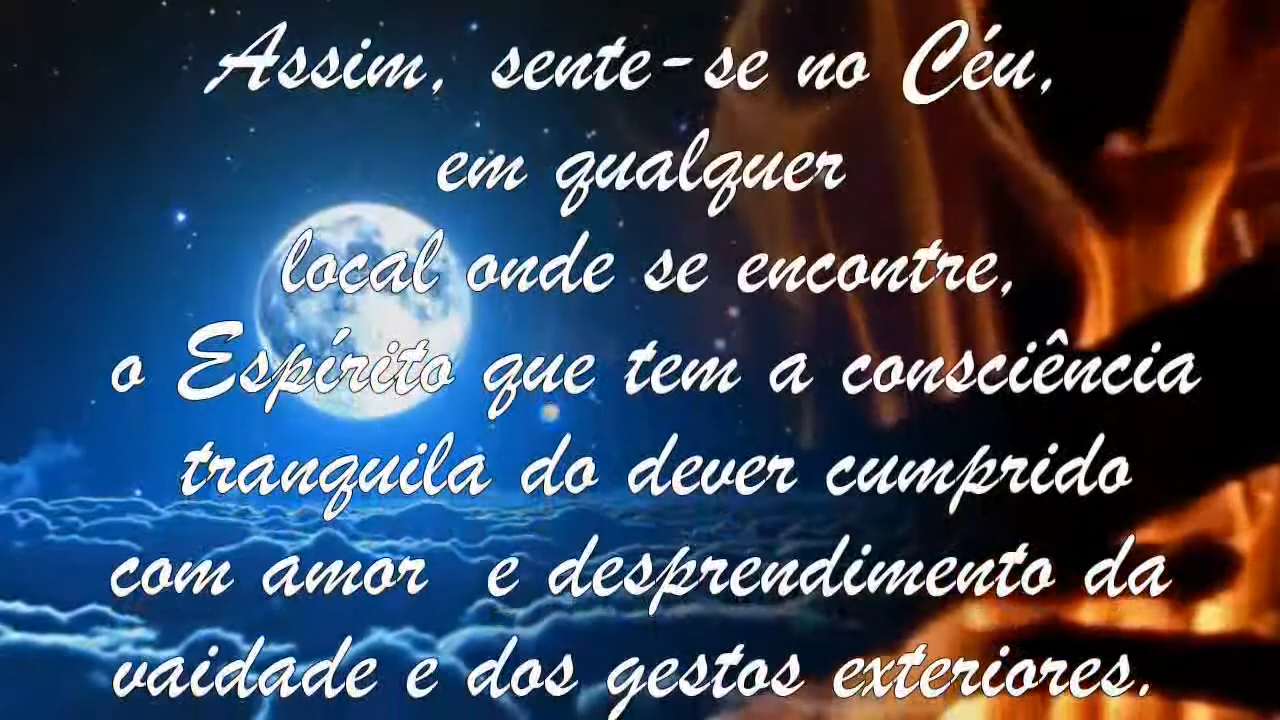 Assim, sente-se no Céu,
em qualquer
local onde se encontre,
o Espírito que tem a consciência
tranquila do dever cumprido
com amor e desprendimento da
vaidade e dos gestos exteriores.